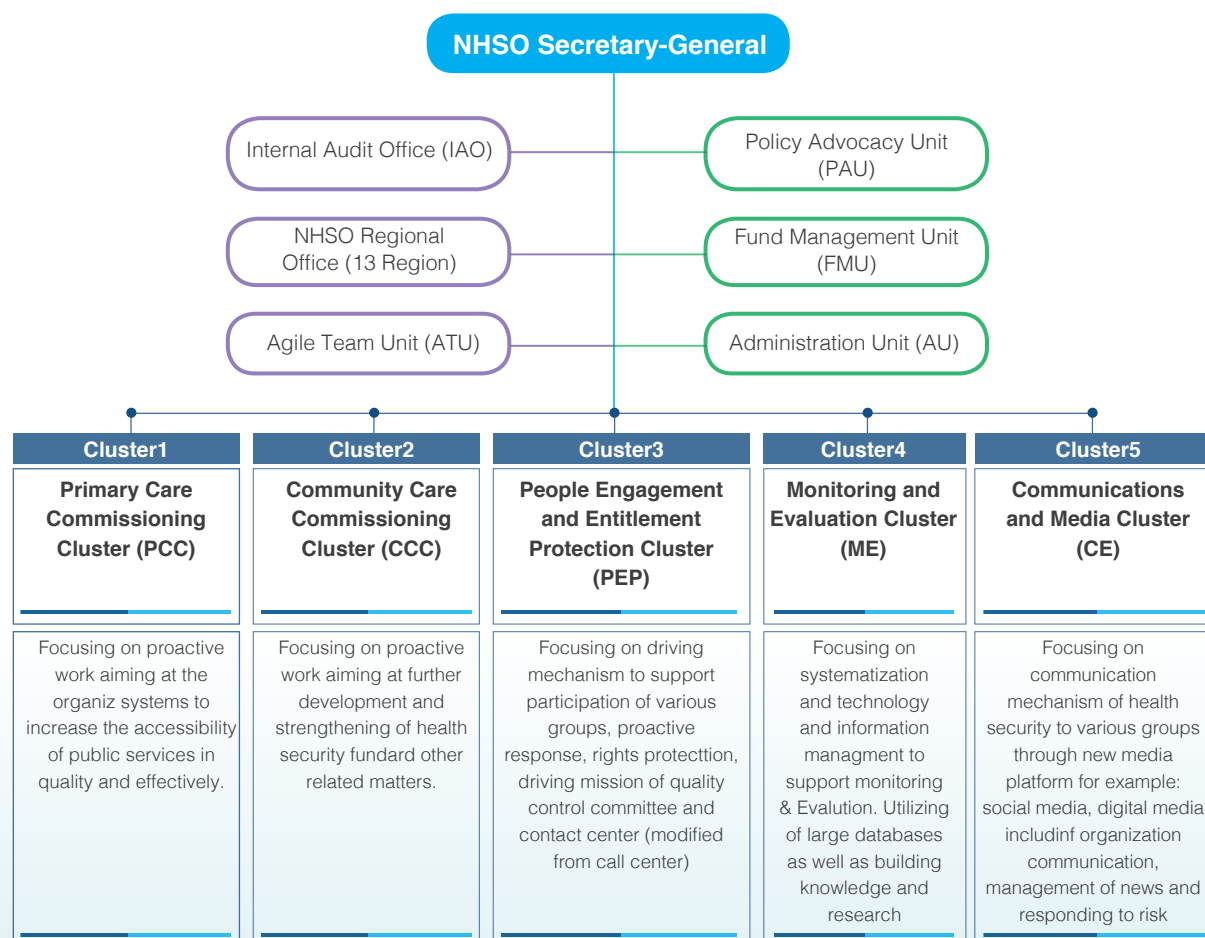 NHSO Secretary-General
Internal Audit Office (IAO)
Policy Advocacy Unit
(PAU)
NHSO Regional
Office (13 Region)
Fund Management Unit
(FMU)
Agile Team Unit (ATU)
Administration Unit (AU)
Cluster1
Primary Care
Commissioning
Cluster (PCC)
Focusing on proactive
work aiming at the
organiz systems to
increase the accessibility
of public services in
quality and effectively.
Cluster2
Community Care
Commissioning
Cluster (CCC)
Focusing on proactive
work aiming at further
development and
strengthening of health
security fundard other
related matters.
Cluster3
People Engagement
and Entitlement
Protection Cluster
(PEP)
Focusing on driving
mechanism to support
participation of various
groups, proactive
response, rights protecttion,
driving mission of quality
control committee and
contact center (modified
from call center)
Cluster4
Monitoring and
Evaluation Cluster
(ME)
Focusing on
systematization
and technology
and information
managment to
support monitoring
& Evalution. Utilizing
of large databases
as well as building
knowledge and
research
Cluster5
Communications
and Media Cluster
(CE)
Focusing on
communication
mechanism of health
security to various groups
through new media
platform for example:
social media, digital media
includinf organization
communication,
management of news and
responding to risk